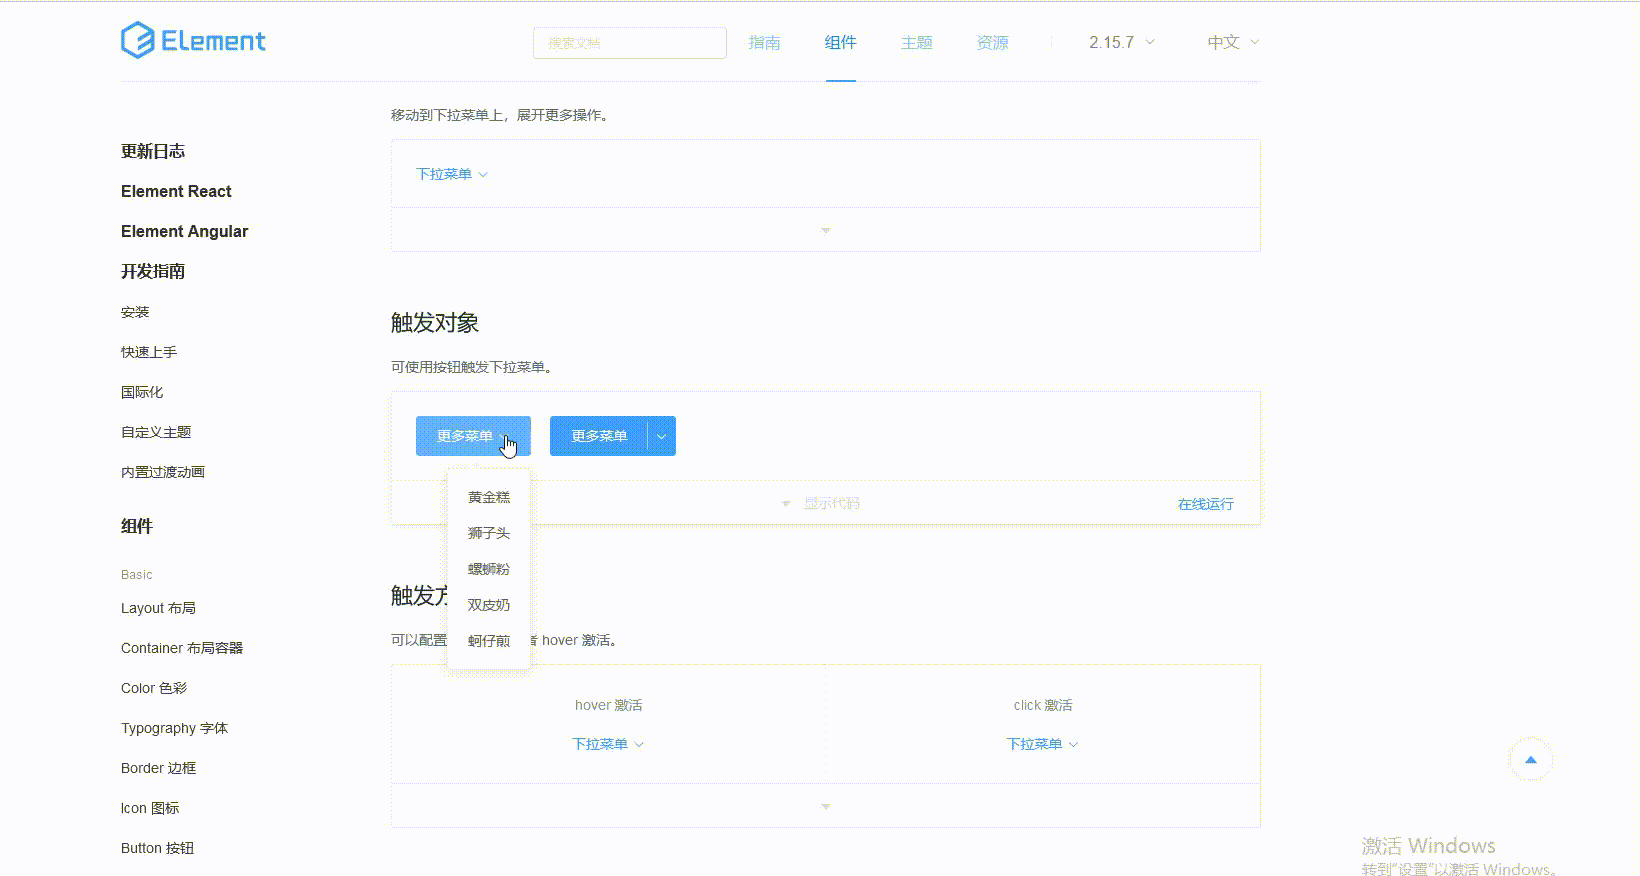 Element
搜索文档
指南
组件
主题
资源
2.15.7
中文
移动到下拉菜单上，展开更多操作。
下拉菜单
更新日志
Element React
Element Angular
开发指南
安装
快速上手
国际化
自定义主题
内置过渡动画
组件
Basic
Layout 布局
Container 布局容器
Color 色彩
Typography 字体
Border 边框
Icon 图标
Button 按钮
触发对象
可使用按钮触发下拉菜单。
更多菜单
更多菜单
黄金糕
狮子头
螺蛳粉
双皮奶
蚵仔煎
显示代码
在线运行
触发方
可以配置 者 hover 激活。
hover 激活
下拉菜单
click 激活
下拉菜单
激活 Windows
转到“设置”以激活 Windows。